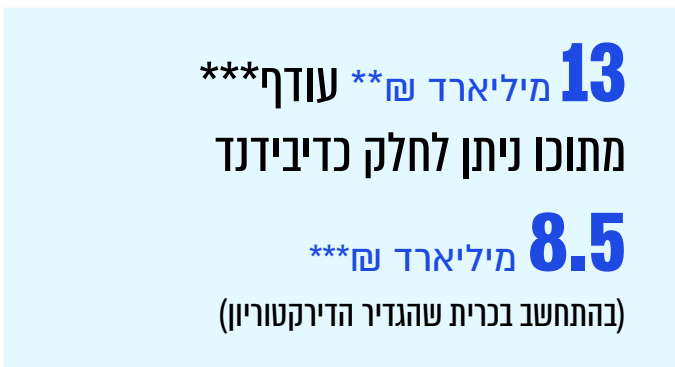 13 מיליארד ₪** עודף***
מתוכו ניתן לחלק כדיבידנד
8.5 מיליארד ₪***
(בהתחשב בכרית שהגדיר הדירקטוריון)